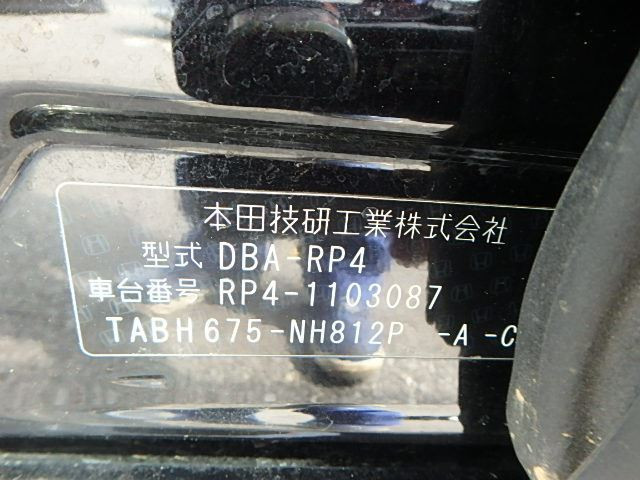 本田技研工業株式会社
型式 DBA-RP4
車台番号 RP4-1103087
TABH675-NH812P -A -C